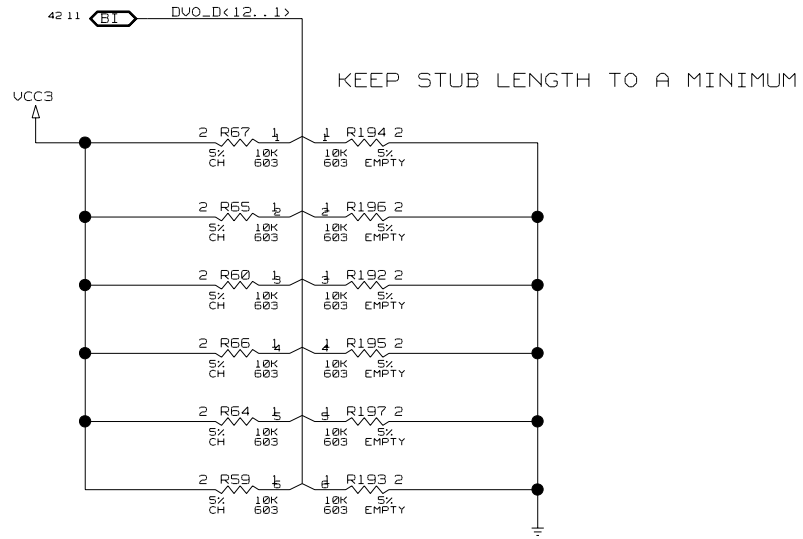 42 11 BI DVO_D<12..1>
KEEP STUB LENGTH TO A MINIMUM
VCC3
2 R67 1 1 R194 2
1 1
5% 10K 10K 5%
CH 603 603 EMPTY
2 R65 1 1 R196 2
2 2
5% 10K 10K 5%
CH 603 603 EMPTY
2 R60 1 1 R192 2
3 3
5% 10K 10K 5%
CH 603 603 EMPTY
2 R66 1 1 R195 2
4 4
5% 10K 10K 5%
CH 603 603 EMPTY
2 R64 1 1 R197 2
5 5
5% 10K 10K 5%
CH 603 603 EMPTY
2 R59 1 1 R193 2
6 6
5% 10K 10K 5%
CH 603 603 EMPTY